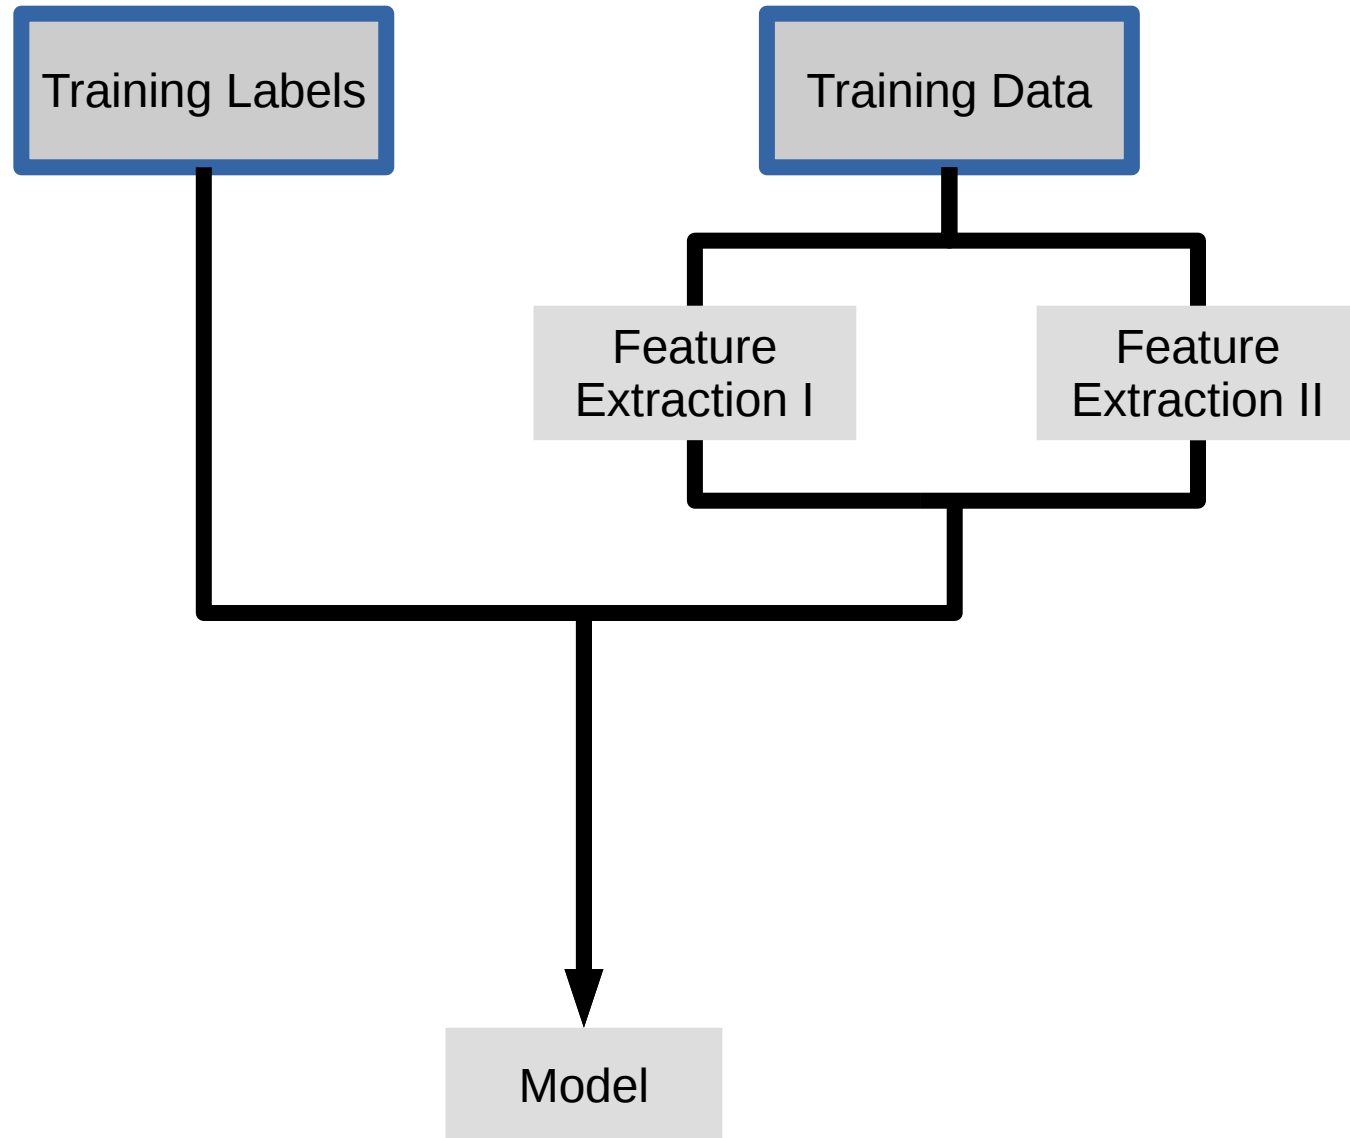 Training Labels
Training Data
Feature
Extraction I
Feature
Extraction II
Model